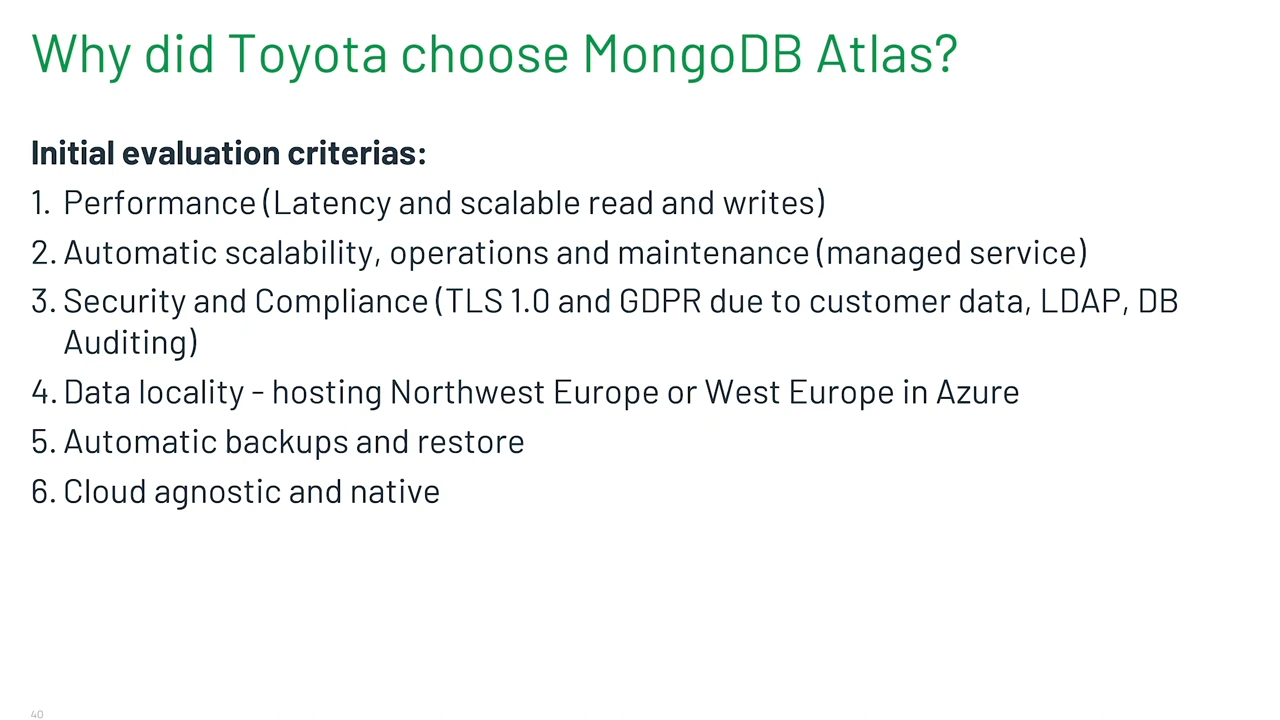 Why did Toyota choose MongoDB Atlas?
Initial evaluation criterias:
1. Performance (Latency and scalable read and writes)
2. Automatic scalability, operations and maintenance (managed service)
3. Security and Compliance (TLS 1.0 and GDPR due to customer data, LDAP, DB
Auditing)
4. Data locality - hosting Northwest Europe or West Europe in Azure
5. Automatic backups and restore
6. Cloud agnostic and native
40